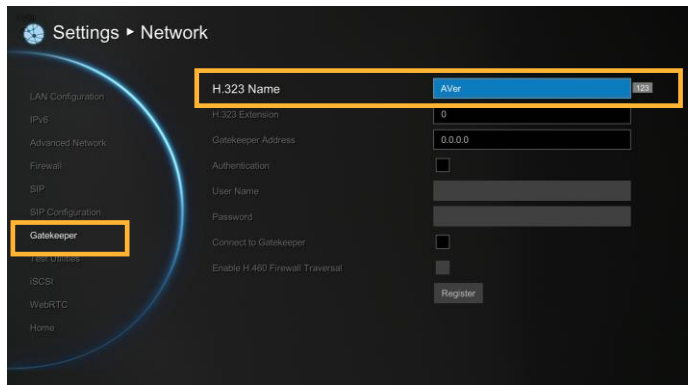 Settings ▸ Network
LAN Configuration
IPv6
Advanced Network
Firewall
SIP
SIP Configuration
Gatekeeper
Test Utilities
iSCSI
WebRTC
Home
H.323 Name AVer 123
H.323 Extension 0
Gatekeeper Address 0.0.0.0
Authentication
User Name
Password
Connect to Gatekeeper
Enable H.460 Firewall Traversal
Register